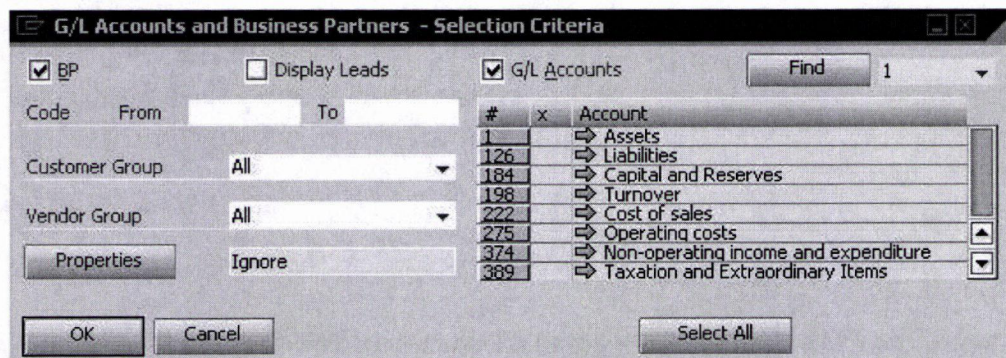 G/L Accounts and Business Partners - Selection Criteria
BP Display Leads G/L Accounts Find 1
Code From To
# x Account
1 Assets
126 Liabilities
Customer Group All
184 Capital and Reserves
198 Turnover
Vendor Group All
222 Cost of sales
275 Operating costs
Properties Ignore
374 Non-operating income and expenditure
389 Taxation and Extraordinary Items
OK Cancel Select All